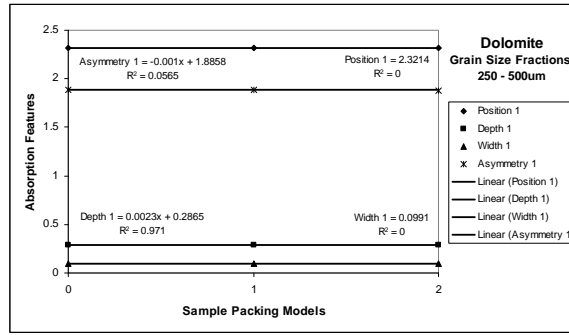 Dolomite
Grain Size Fractions
250 - 500um
2.5
2
1.5
1
0.5
0
Absorption Features
Asymmetry 1 = -0.001x + 1.8858
R² = 0.0565
Position 1 = 2.3214
R² = 0
Depth 1 = 0.0023x + 0.2865
R² = 0.971
Width 1 = 0.0991
R² = 0
0 1 2
Sample Packing Models
Position 1
Depth 1
Width 1
Asymmetry 1
Linear (Position 1)
Linear (Depth 1)
Linear (Width 1)
Linear (Asymmetry 1